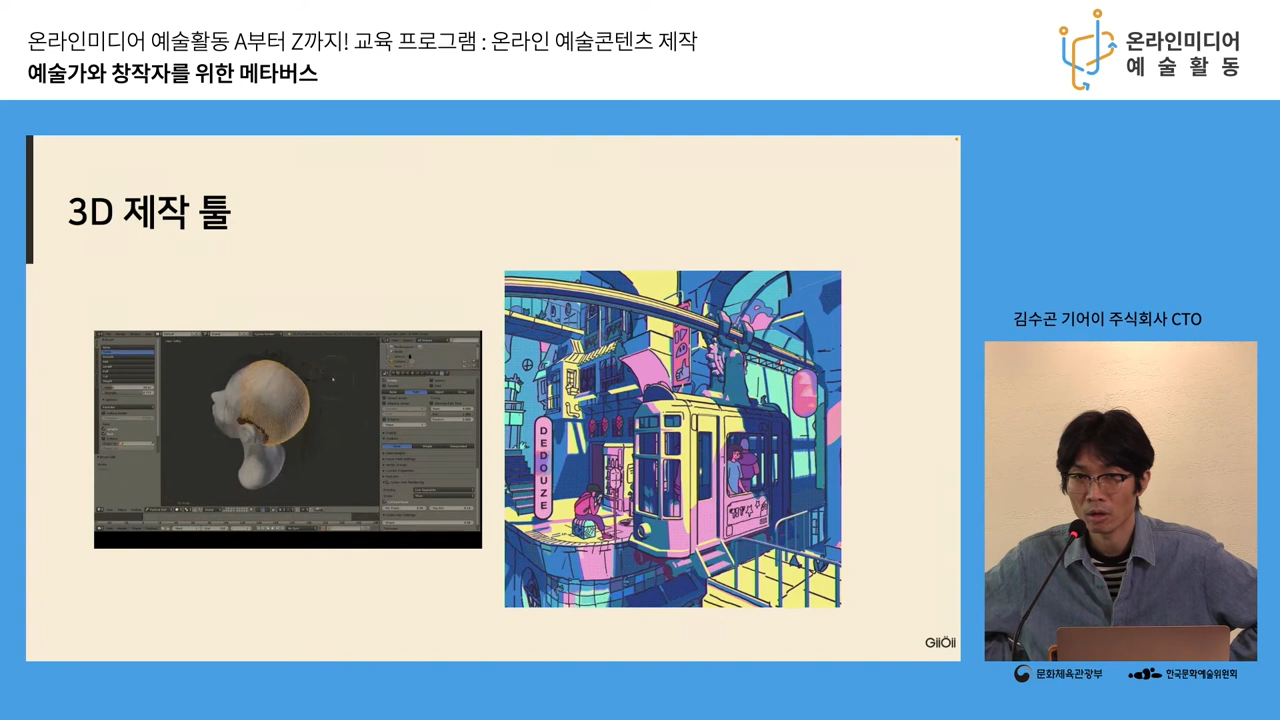 온라인미디어 예술활동 A부터 Z까지! 교육 프로그램 : 온라인 예술콘텐츠 제작
예술가와 창작자를 위한 메타버스
온라인미디어
예술활동
3D 제작 툴
DEDOUZE
GiiÖii
김수곤 기어이 주식회사 CTO
문화체육관광부
한국문화예술위원회